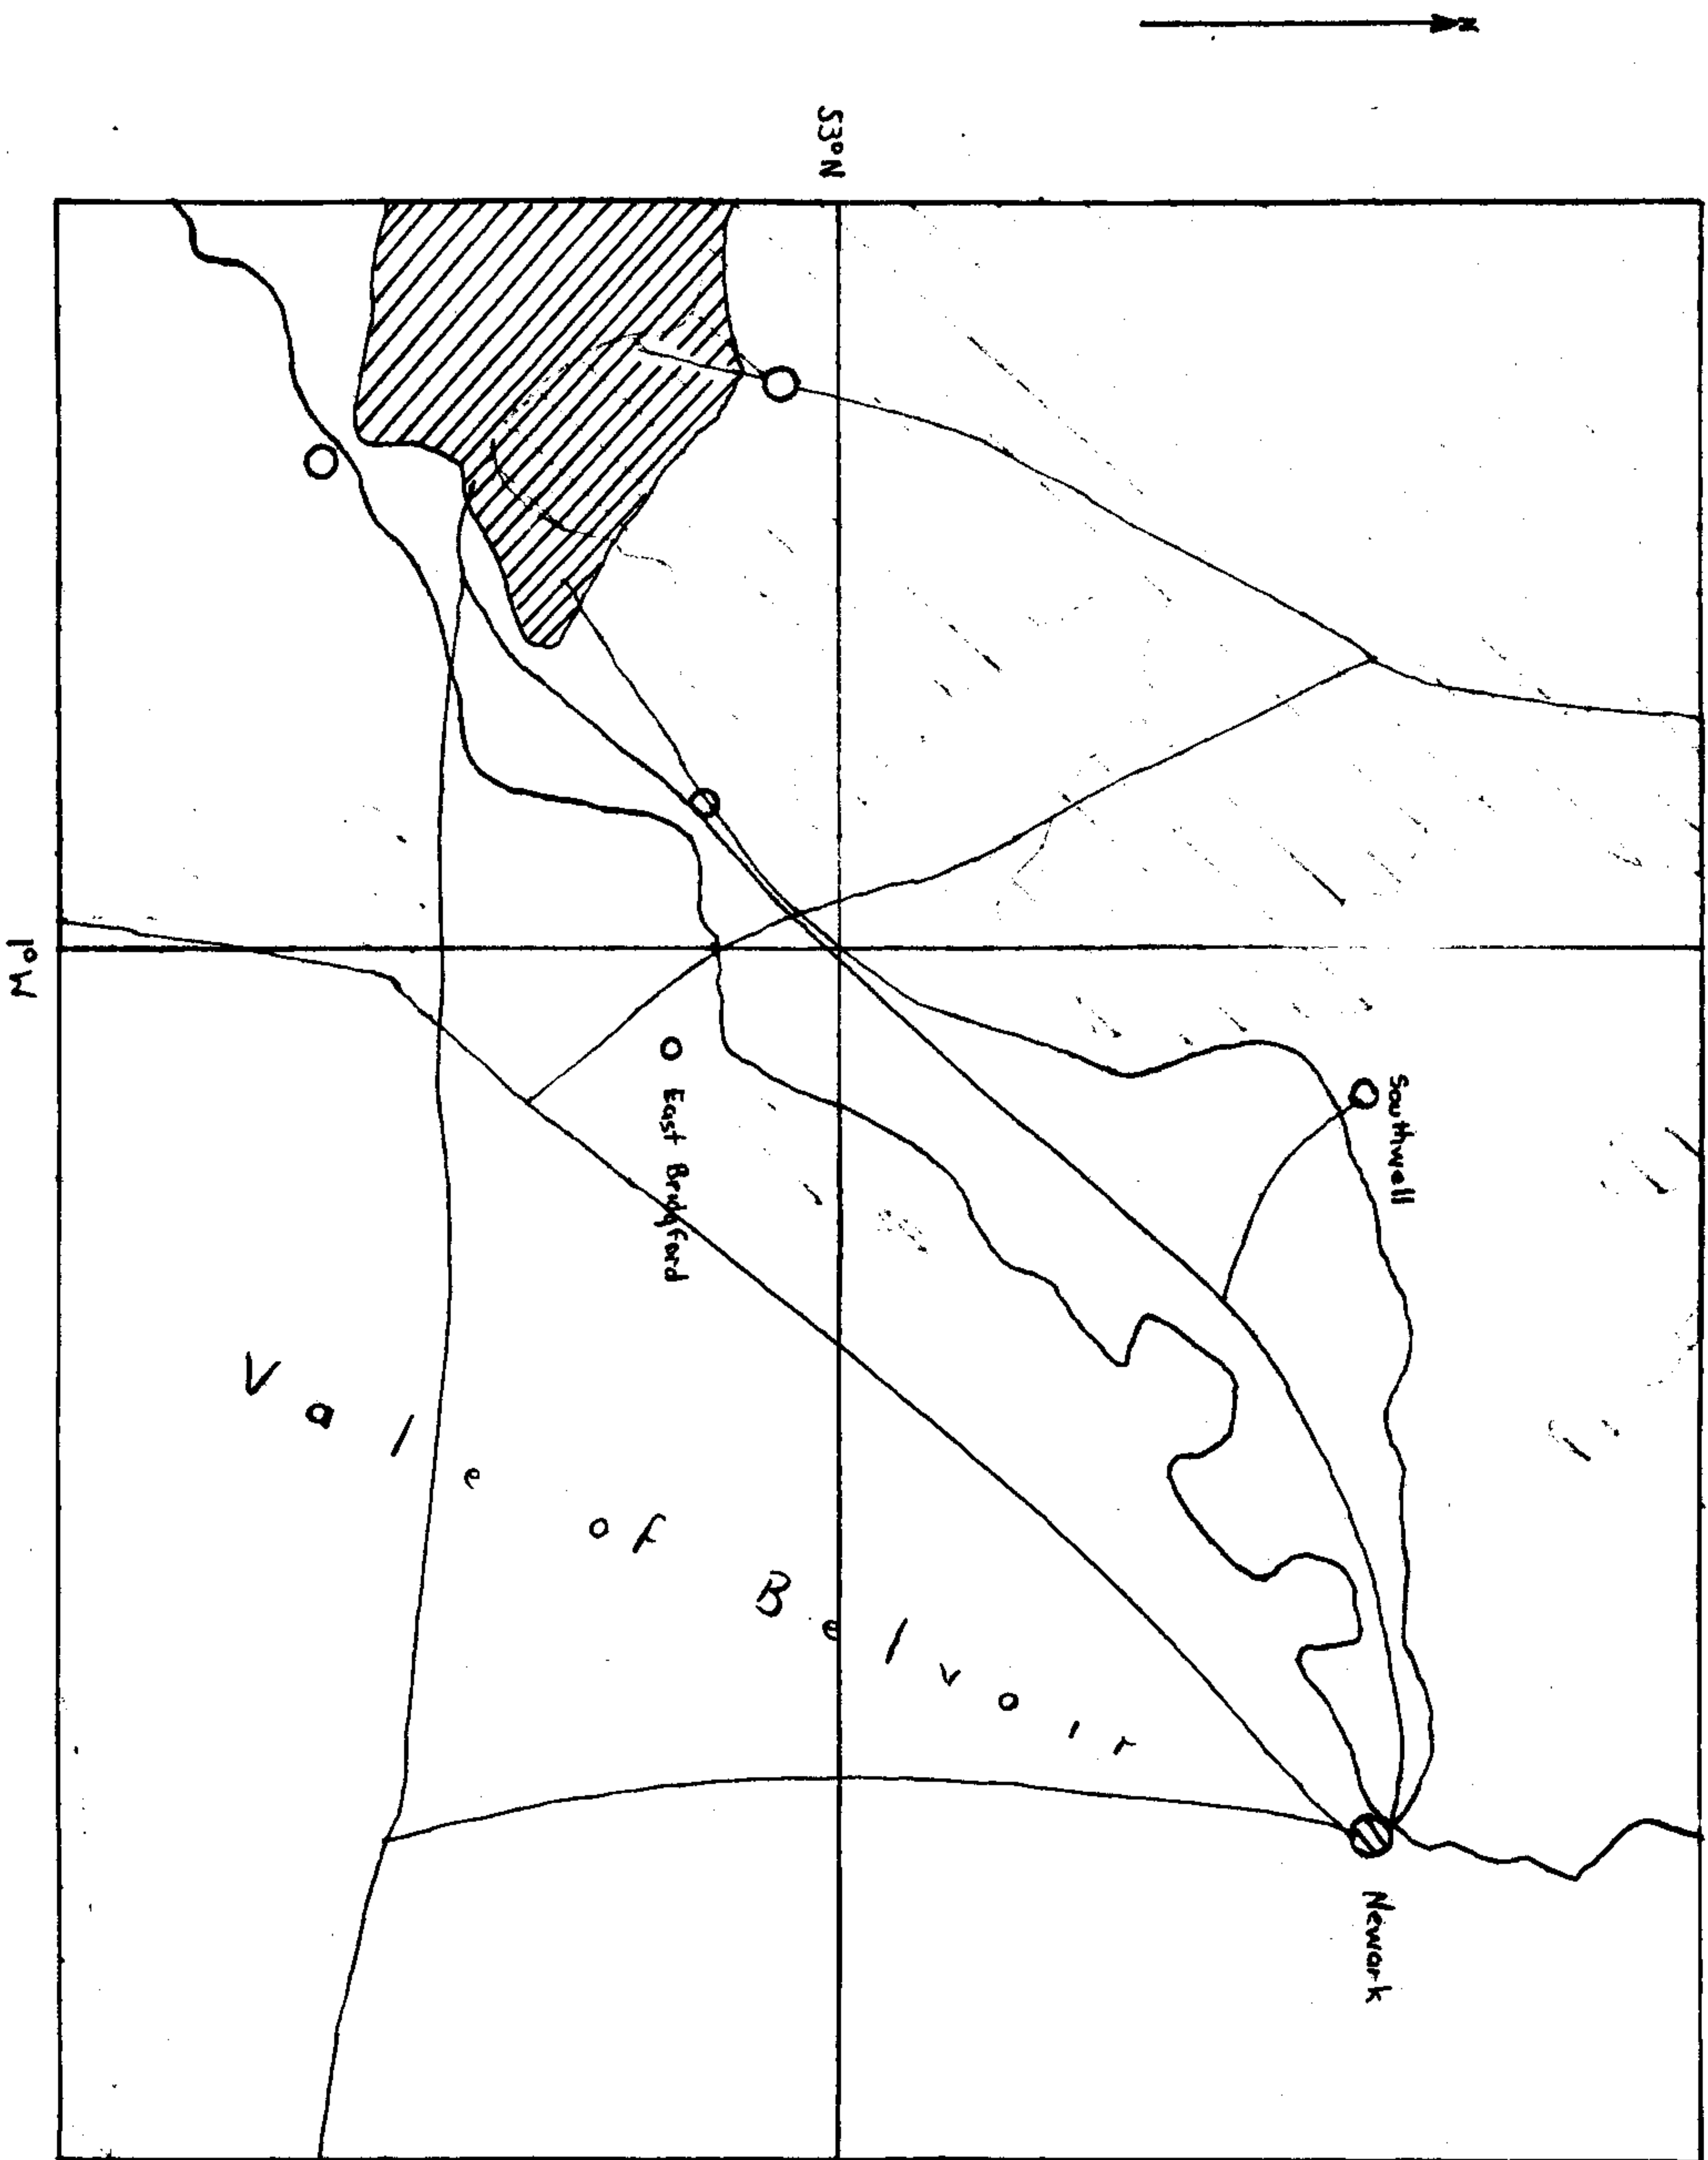 N
53°N
Southwell
East Bridgford
Newark
Vale of Belvoir
1°W